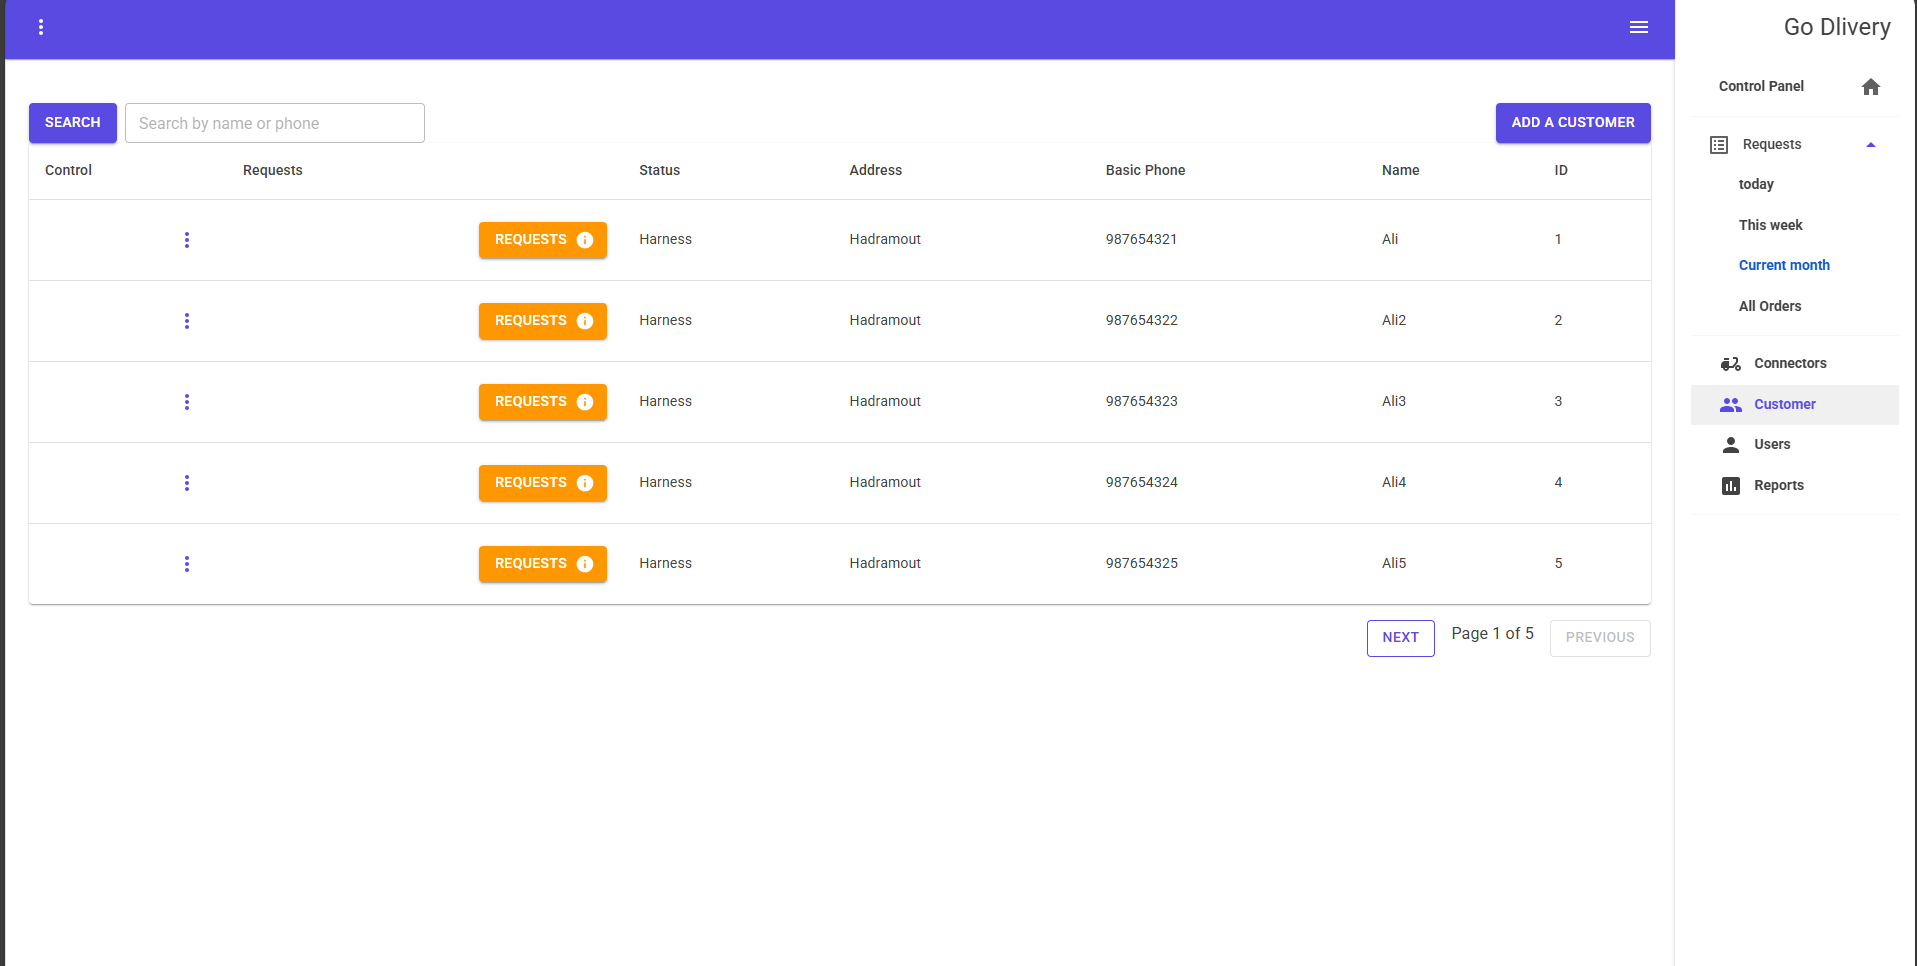 Go Dlivery
SEARCH
Search by name or phone
ADD A CUSTOMER
Control Requests Status Address Basic Phone Name ID
REQUESTS Harness Hadramout 987654321 Ali 1
REQUESTS Harness Hadramout 987654322 Ali2 2
REQUESTS Harness Hadramout 987654323 Ali3 3
REQUESTS Harness Hadramout 987654324 Ali4 4
REQUESTS Harness Hadramout 987654325 Ali5 5
NEXT Page 1 of 5 PREVIOUS
Control Panel
Requests
today
This week
Current month
All Orders
Connectors
Customer
Users
Reports